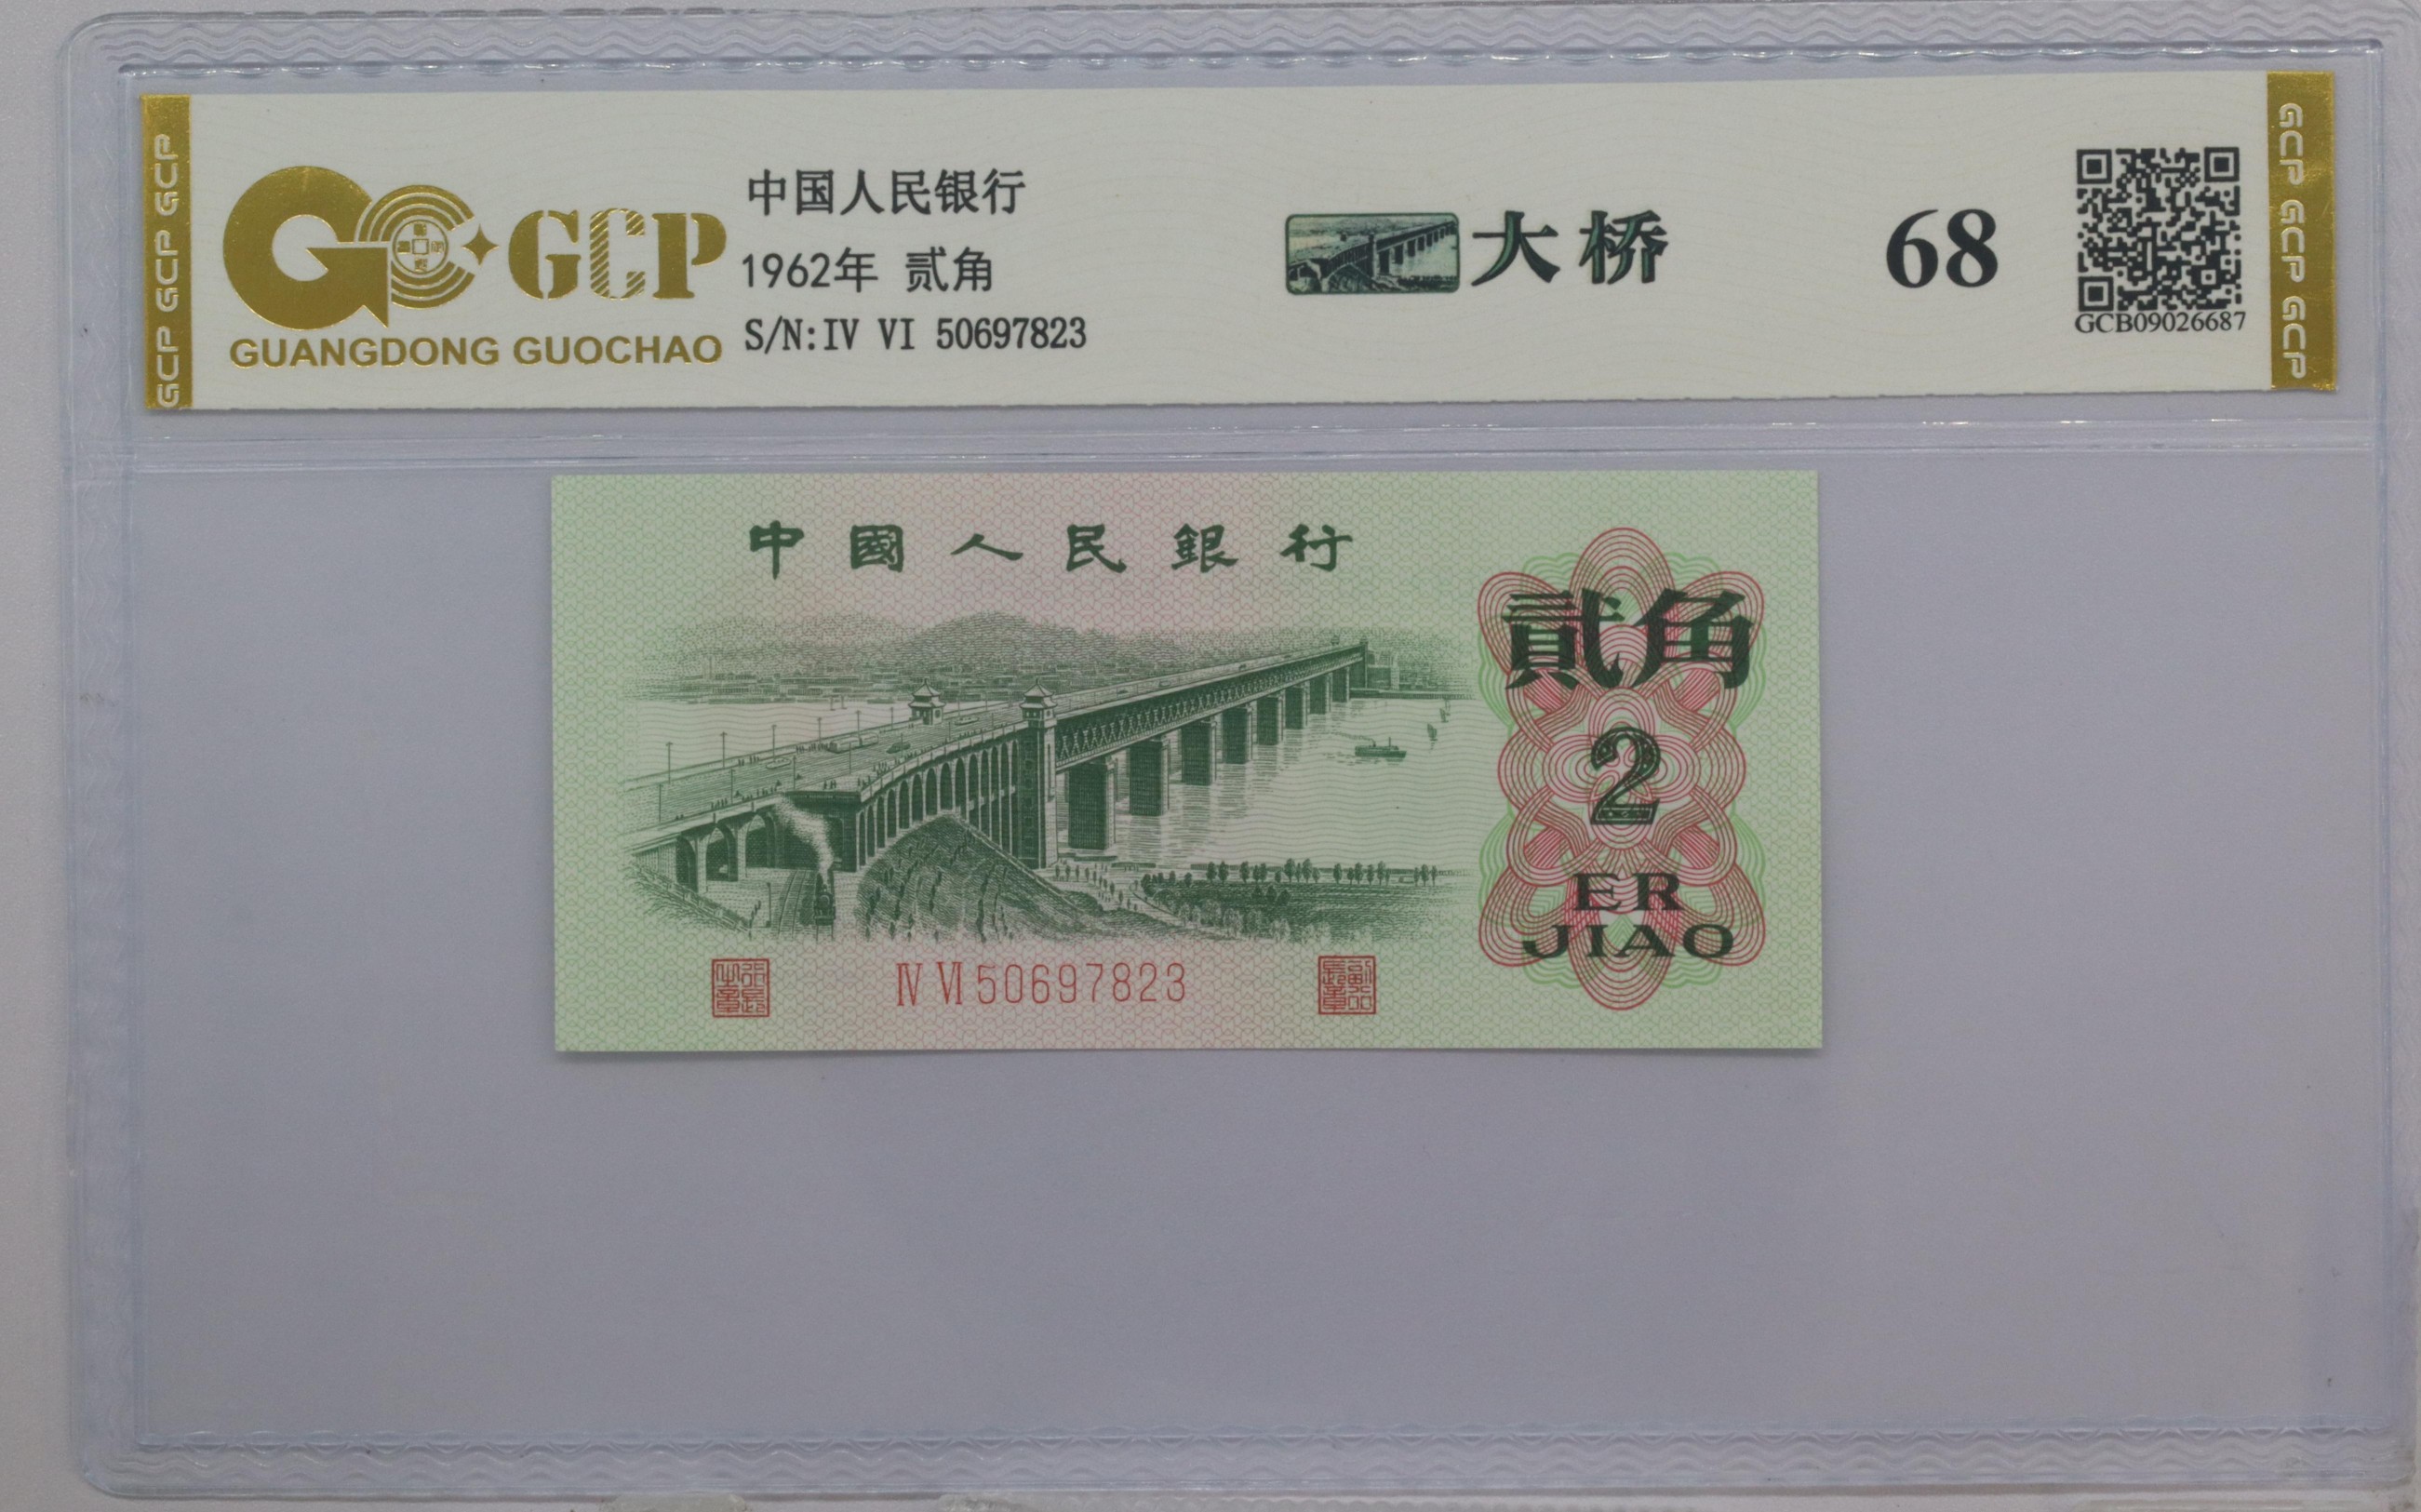 GCP GCP GCP
GCP
GUANGDONG GUOCHAO
中国人民银行
1962年 贰角
S/N:IV VI 50697823
大桥
68
GCB09026687
GCP GCP GCP
中國人民銀行
貳角
2
ER
JIAO
Ⅳ Ⅵ 50697823